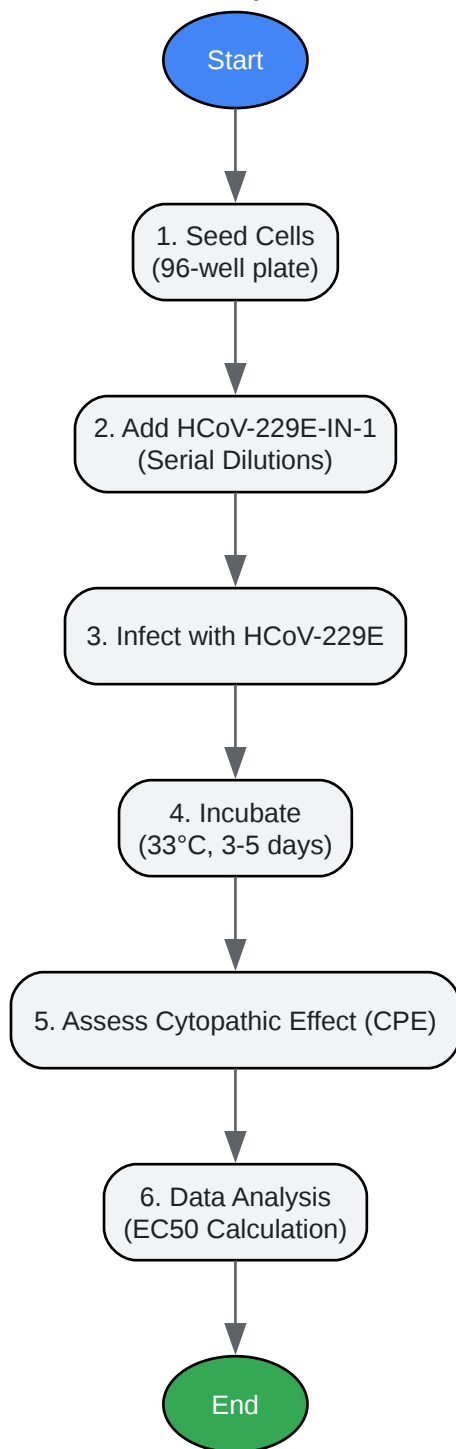 Start
1. Seed Cells
(96-well plate)
2. Add HCoV-229E-IN-1
(Serial Dilutions)
3. Infect with HCoV-229E
4. Incubate
(33°C, 3-5 days)
5. Assess Cytopathic Effect (CPE)
6. Data Analysis
(EC50 Calculation)
End